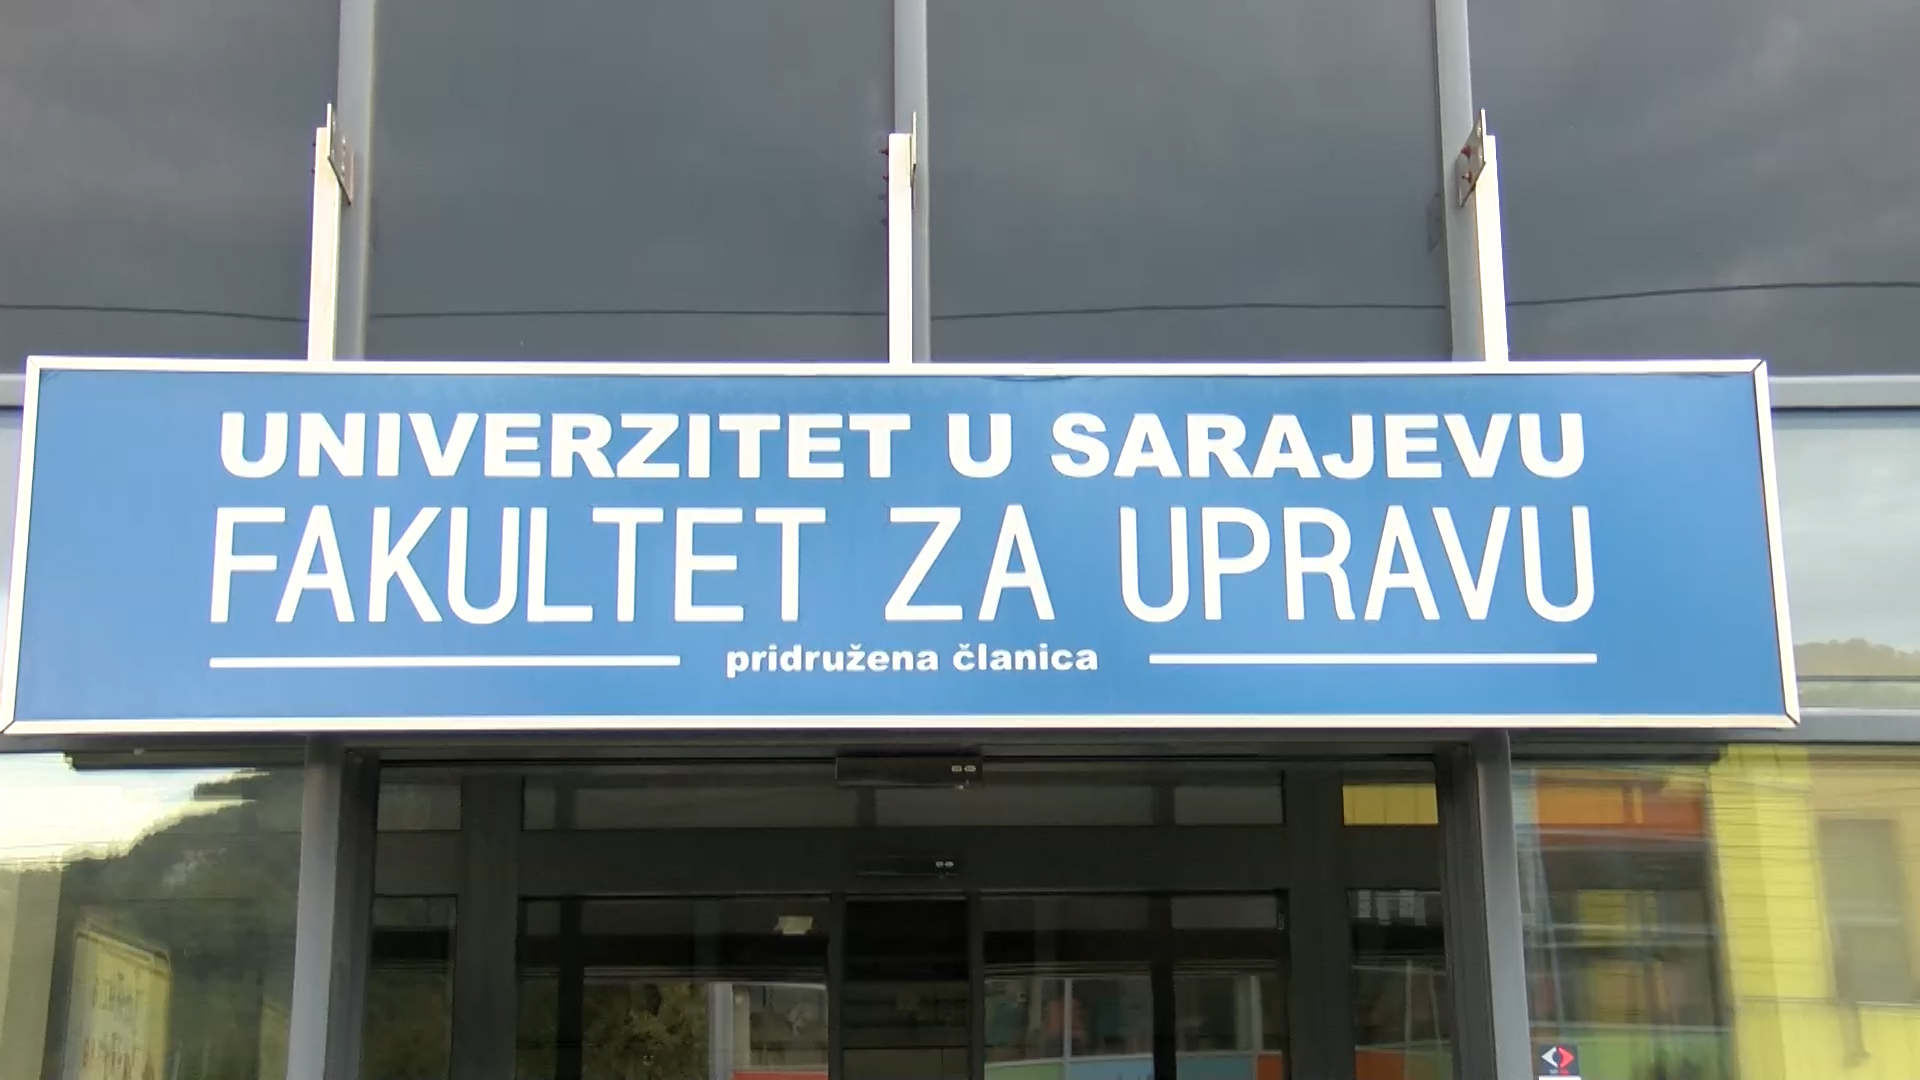 UNIVERZITET U SARAJEVU
FAKULTET ZA UPRAVU
pridružena članica